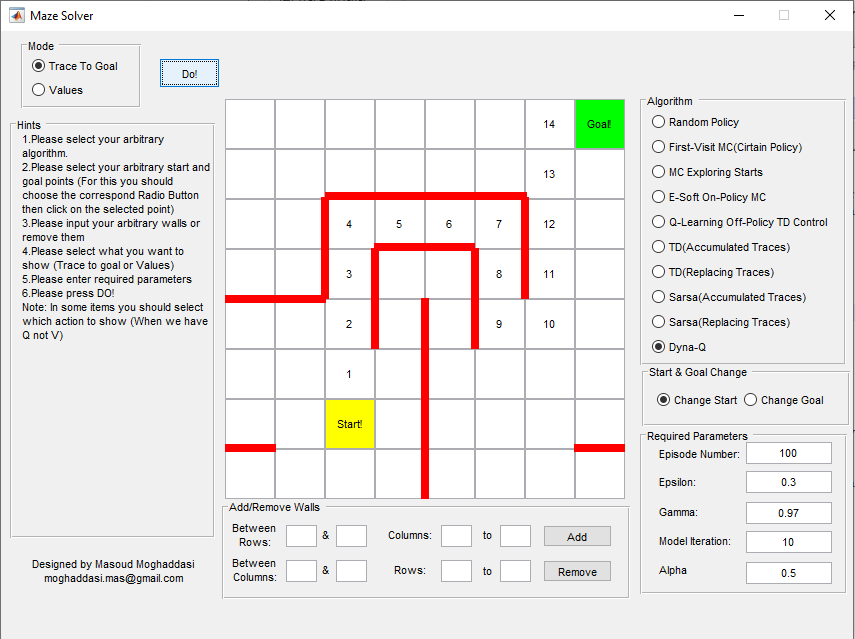 Maze Solver
Mode
Trace To Goal
Values
Do!
Hints
1.Please select your arbitrary
algorithm.
2.Please select your arbitrary start and
goal points (For this you should
choose the correspond Radio Button
then click on the selected point)
3.Please input your arbitrary walls or
remove them
4.Please select what you want to
show (Trace to goal or Values)
5.Please enter required parameters
6.Please press DO!
Note: In some items you should select
which action to show (When we have
Q not V)
Designed by Masoud Moghaddasi
moghaddasi.mas@gmail.com
14 Goal!
13
4 5 6 7 12
3 8 11
2 9 10
1
Start!
Add/Remove Walls
Between
Rows:
& Columns: to Add
Between
Columns:
& Rows: to Remove
Algorithm
Random Policy
First-Visit MC(Cirtain Policy)
MC Exploring Starts
E-Soft On-Policy MC
Q-Learning Off-Policy TD Control
TD(Accumulated Traces)
TD(Replacing Traces)
Sarsa(Accumulated Traces)
Sarsa(Replacing Traces)
Dyna-Q
Start & Goal Change
Change Start Change Goal
Required Parameters
Episode Number: 100
Epsilon: 0.3
Gamma: 0.97
Model Iteration: 10
Alpha 0.5